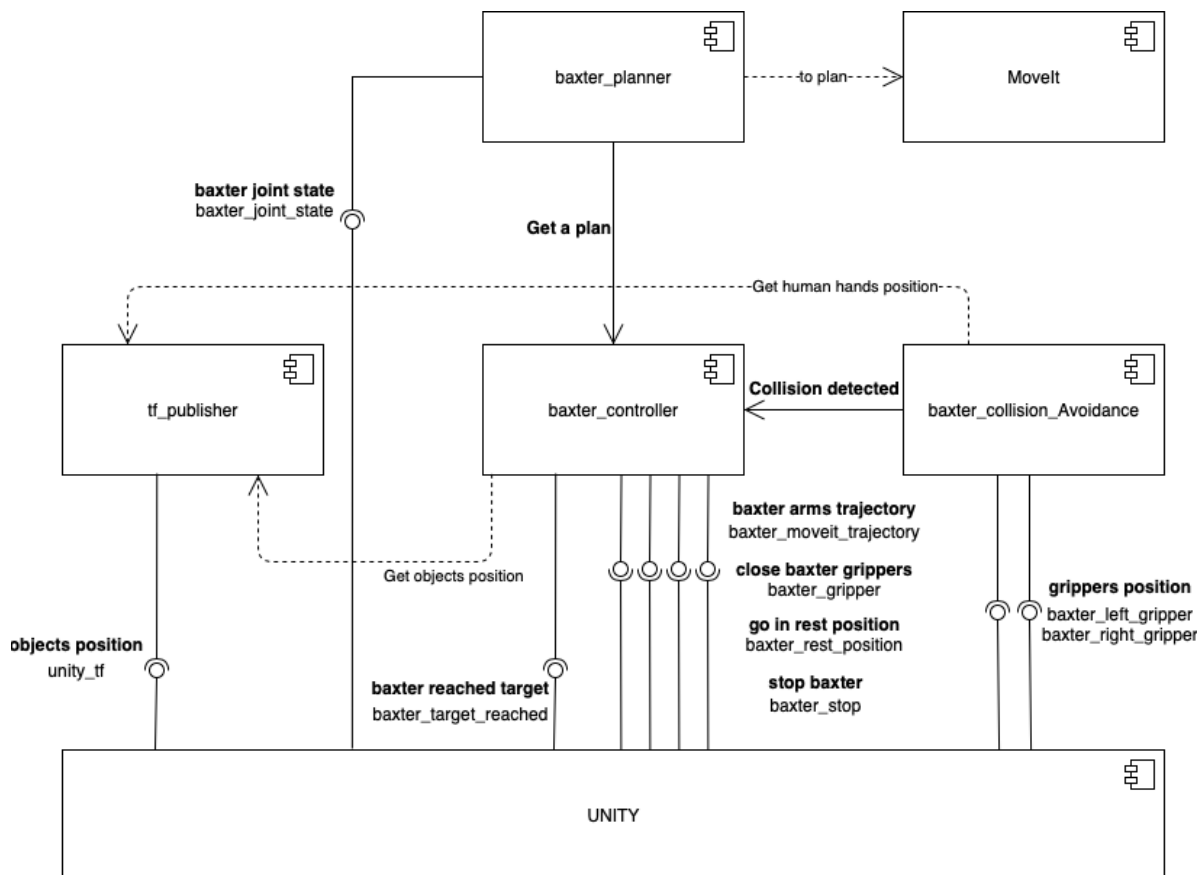 baxter_planner
to plan
MoveIt
baxter joint state
baxter_joint_state
Get a plan
Get human hands position
tf_publisher
baxter_controller
Collision detected
baxter_collision_Avoidance
baxter arms trajectory
baxter_moveit_trajectory
Get objects position
close baxter grippers
baxter_gripper
grippers position
baxter_left_gripper
baxter_right_gripper
go in rest position
baxter_rest_position
objects position
unity_tf
baxter reached target
baxter_target_reached
stop baxter
baxter_stop
UNITY